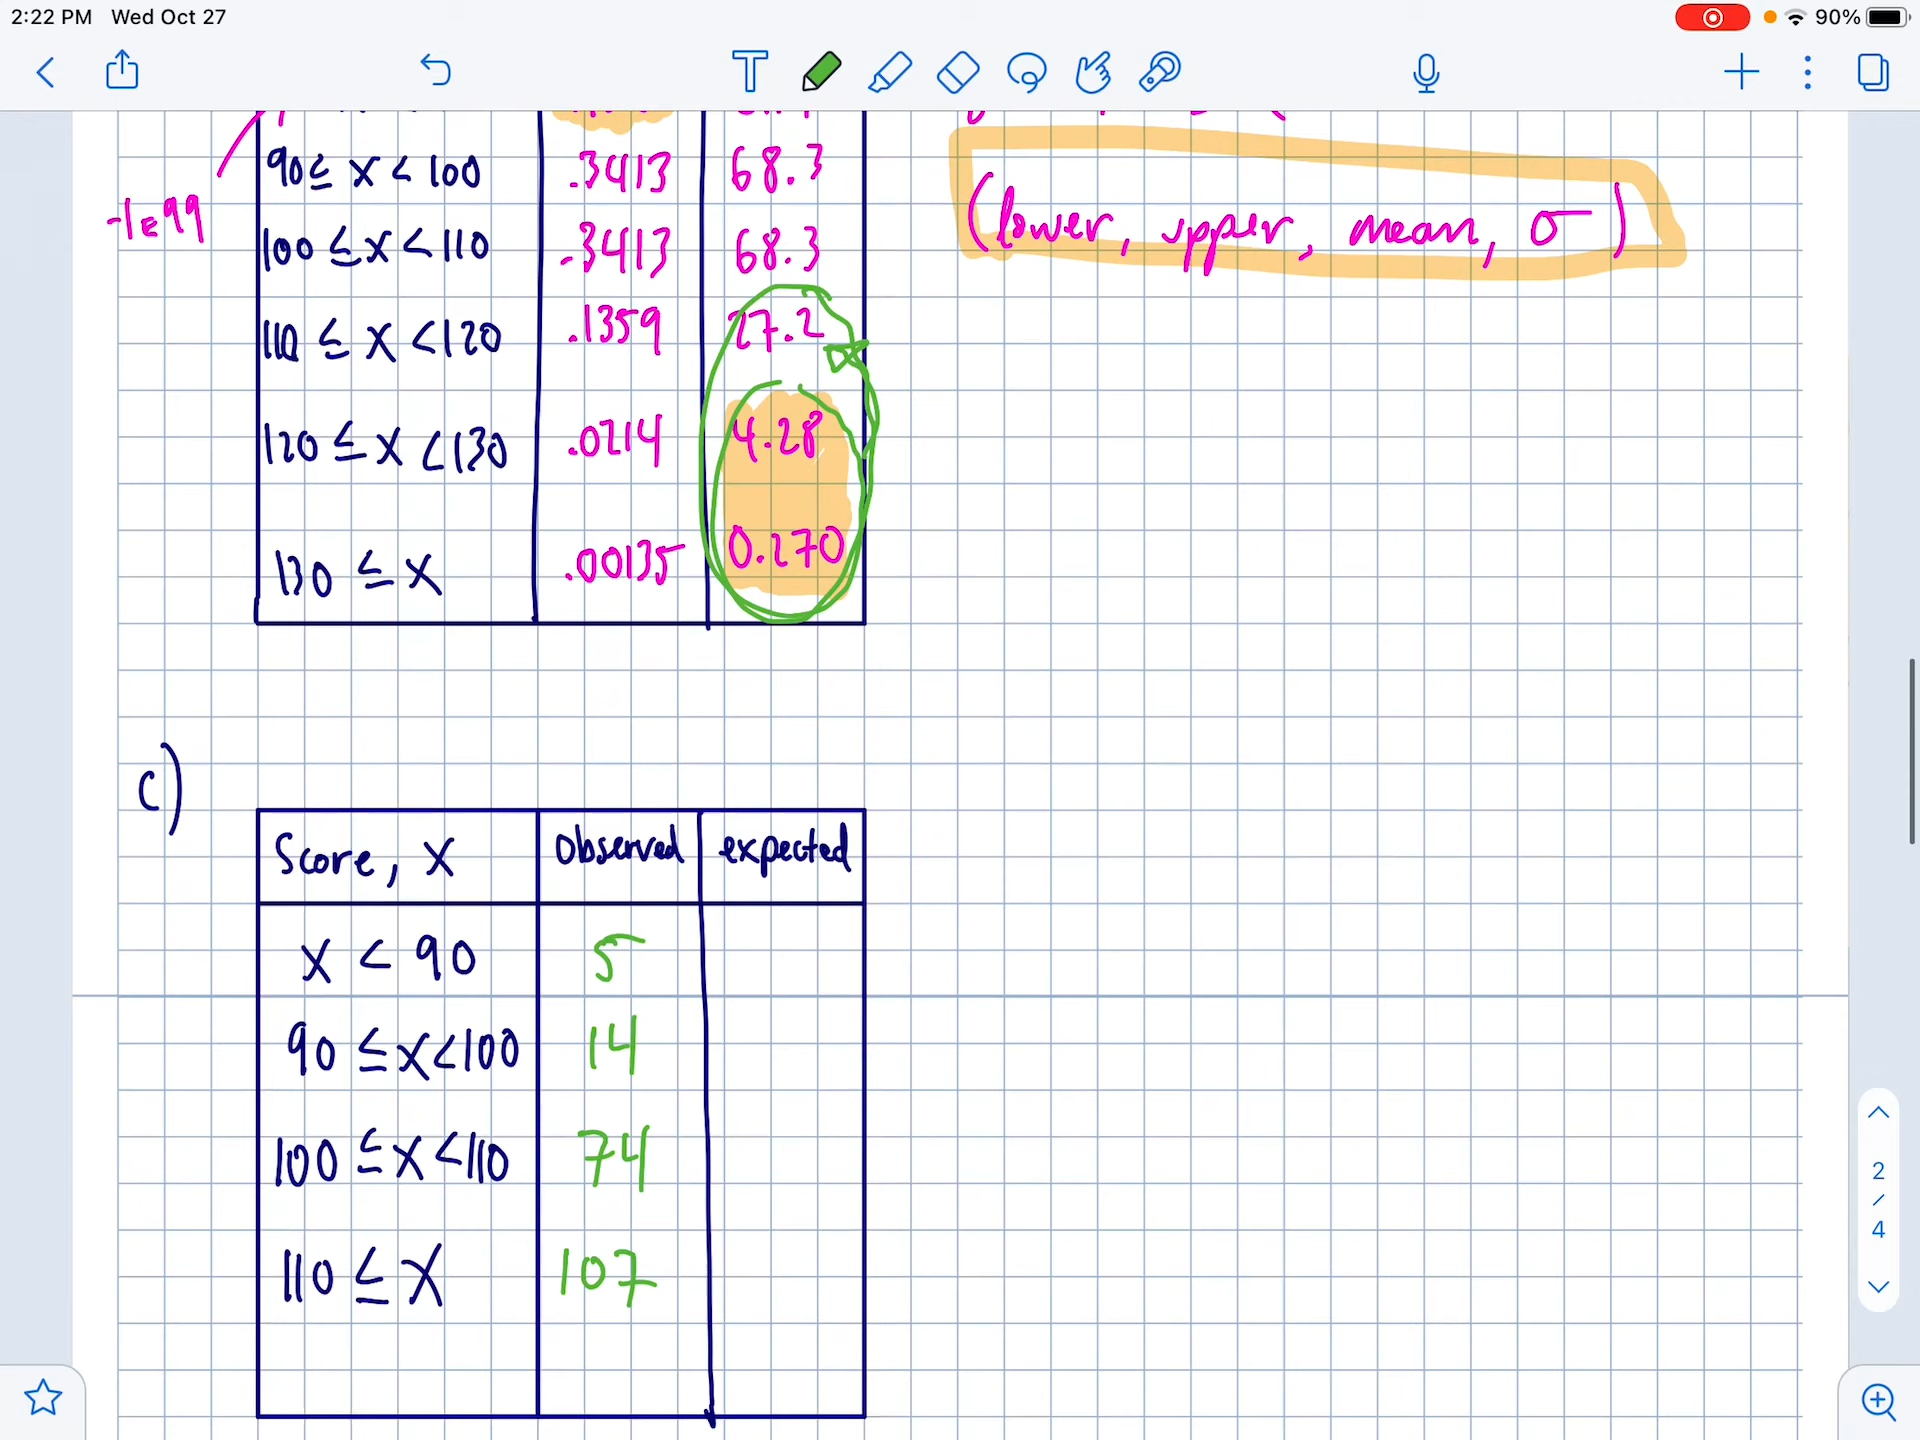 2:22 PM Wed Oct 27
90%
90 ≤ x < 100 .3413 68.3
(lower, upper, mean, σ)
-1E99
100 ≤ x < 110 .3413 68.3
110 ≤ x < 120 .1359 27.2
120 ≤ x < 130 .0214 4.28
130 ≤ x .00135 0.270
c)
Score, X observed expected
x < 90 5
90 ≤ x < 100 14
100 ≤ x < 110 74
110 ≤ x 107
2
/
4